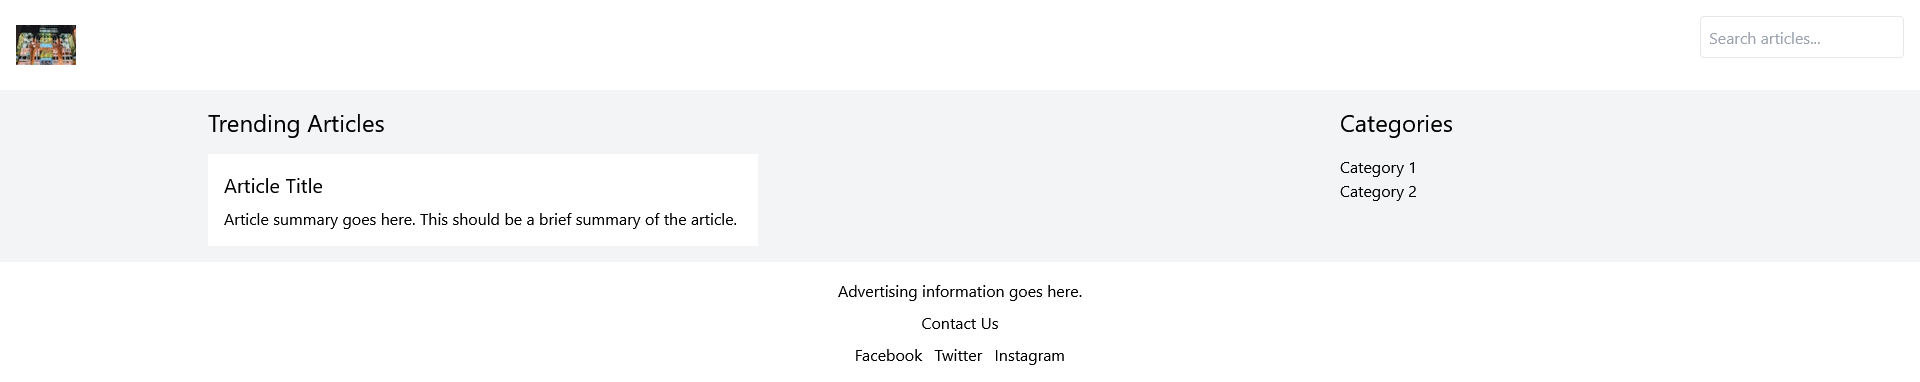 Search articles...
Trending Articles
Article Title
Article summary goes here. This should be a brief summary of the article.
Categories
Category 1
Category 2
Advertising information goes here.
Contact Us
Facebook Twitter Instagram